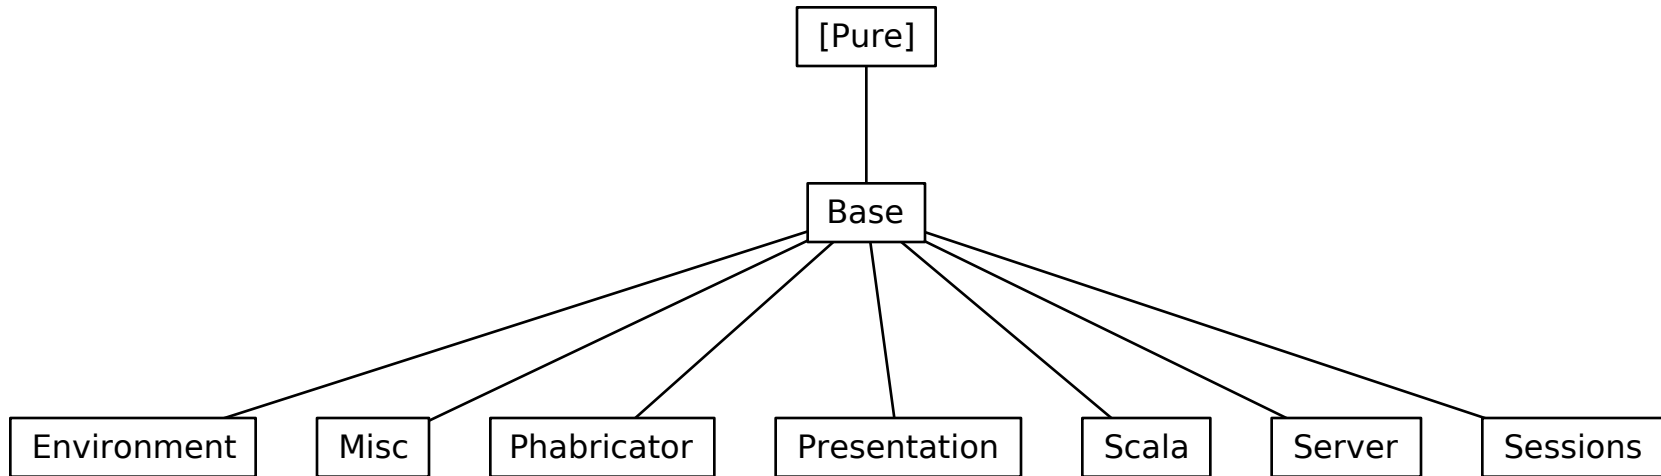 [Pure]
Base
Environment
Misc
Phabricator
Presentation
Scala
Server
Sessions